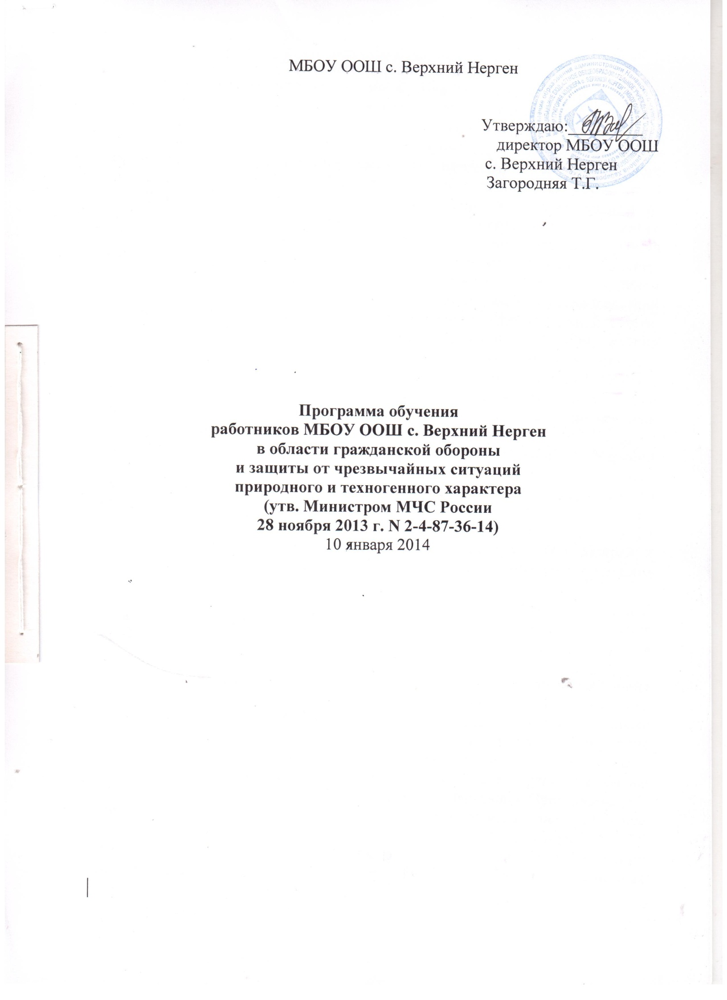 МБОУ ООШ с. Верхний Нерген
Утверждаю:
директор МБОУ ООШ
с. Верхний Нерген
Загородняя Т.Г.
Программа обучения
работников МБОУ ООШ с. Верхний Нерген
в области гражданской обороны
и защиты от чрезвычайных ситуаций
природного и техногенного характера
(утв. Министром МЧС России
28 ноября 2013 г. N 2-4-87-36-14)
10 января 2014